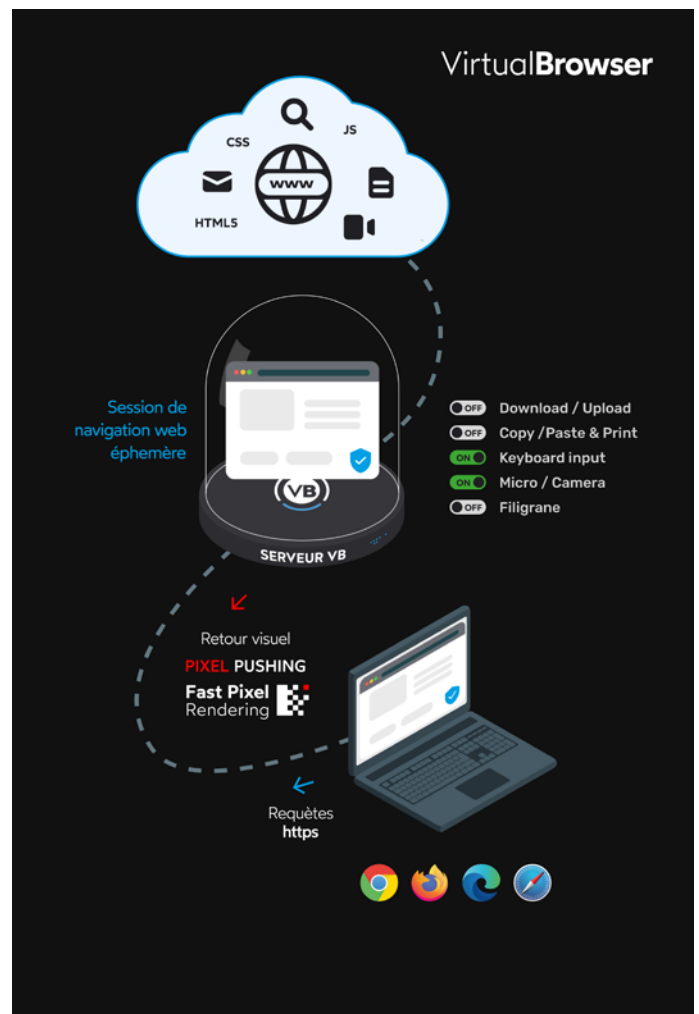 VirtualBrowser
CSS
JS
www
HTML5
Session de
navigation web
éphemère
OFF Download / Upload
OFF Copy /Paste & Print
ON Keyboard input
ON Micro / Camera
OFF Filigrane
VB
SERVEUR VB
Retour visuel
PIXEL PUSHING
Fast Pixel
Rendering
Requètes
https